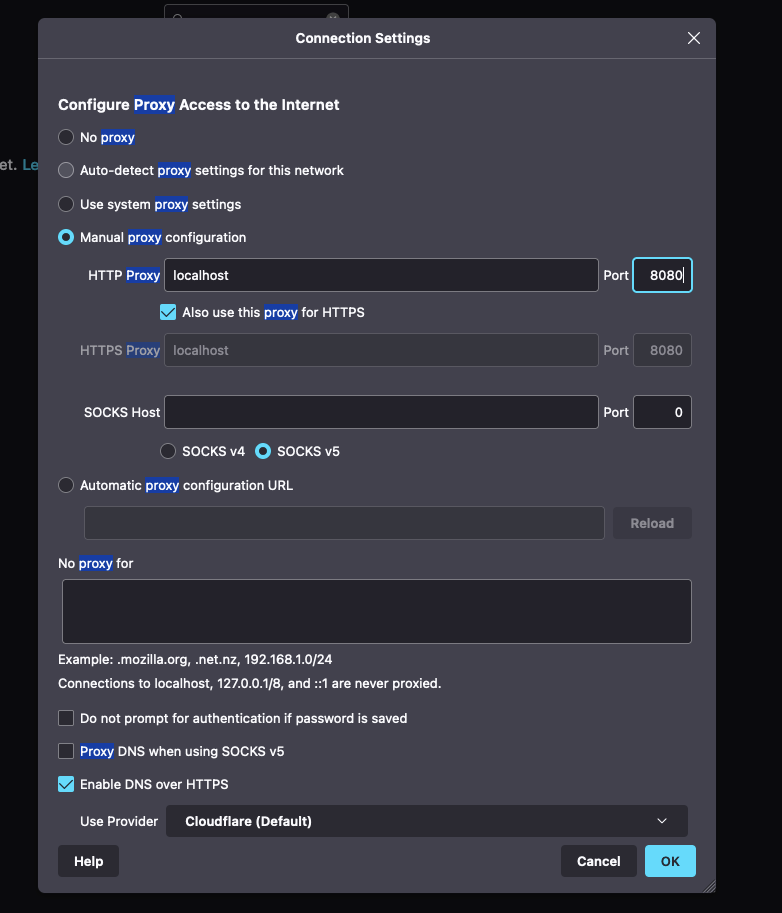 Connection Settings
et. Le
Configure Proxy Access to the Internet
No proxy
Auto-detect proxy settings for this network
Use system proxy settings
Manual proxy configuration
HTTP Proxy localhost Port 8080
Also use this proxy for HTTPS
HTTPS Proxy localhost Port 8080
SOCKS Host Port 0
SOCKS v4 SOCKS v5
Automatic proxy configuration URL
Reload
No proxy for
Example: .mozilla.org, .net.nz, 192.168.1.0/24
Connections to localhost, 127.0.0.1/8, and ::1 are never proxied.
Do not prompt for authentication if password is saved
Proxy DNS when using SOCKS v5
Enable DNS over HTTPS
Use Provider Cloudflare (Default)
Help Cancel OK